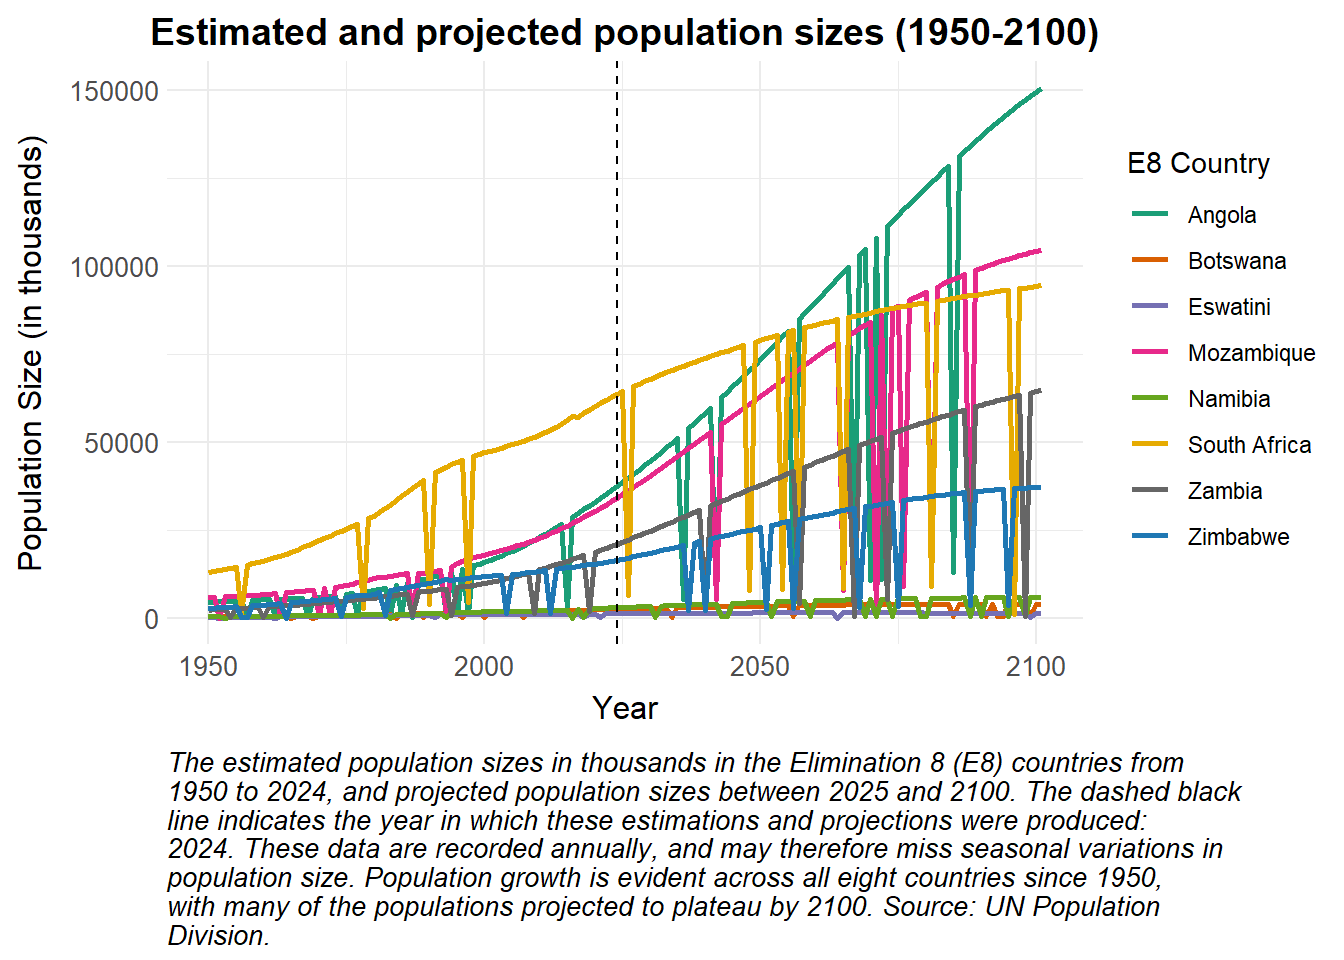 Estimated and projected population sizes (1950-2100)
Population Size (in thousands)
150000
100000
50000
0
1950
2000
2050
2100
Year
E8 Country
Angola
Botswana
Eswatini
Mozambique
Namibia
South Africa
Zambia
Zimbabwe
The estimated population sizes in thousands in the Elimination 8 (E8) countries from
1950 to 2024, and projected population sizes between 2025 and 2100. The dashed black
line indicates the year in which these estimations and projections were produced:
2024. These data are recorded annually, and may therefore miss seasonal variations in
population size. Population growth is evident across all eight countries since 1950,
with many of the populations projected to plateau by 2100. Source: UN Population
Division.